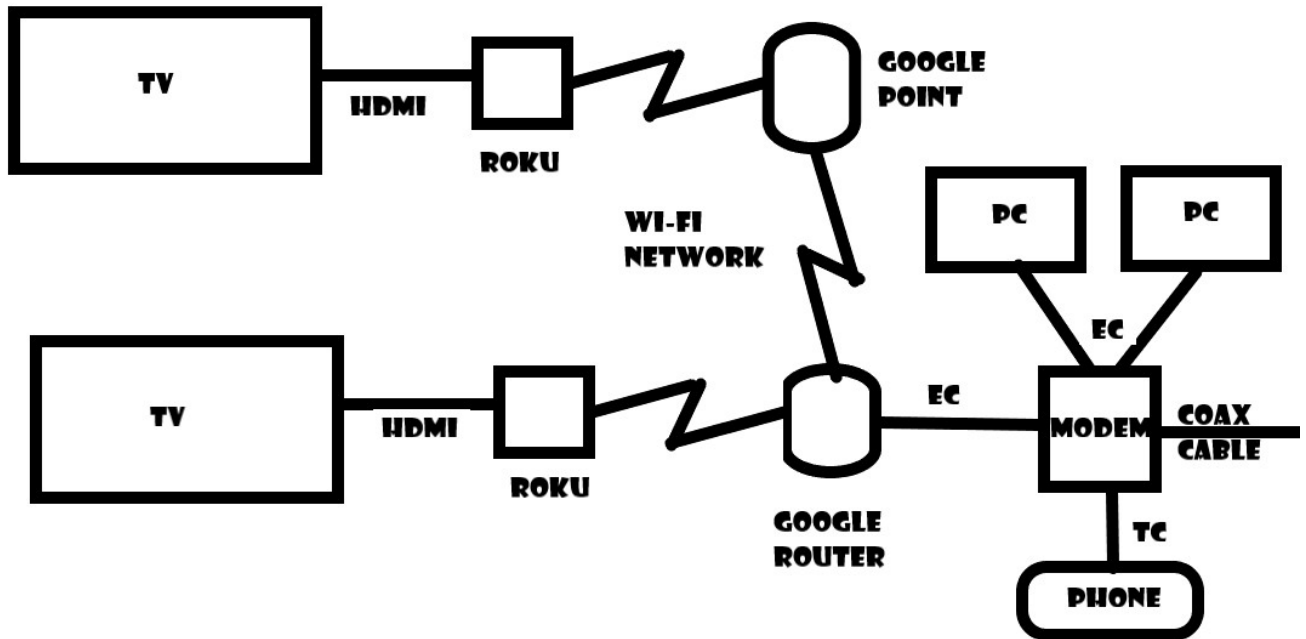 TV
HDMI
ROKU
GOOGLE
POINT
WI-FI
NETWORK
PC
PC
EC
TV
HDMI
ROKU
EC
MODEM
COAX
CABLE
GOOGLE
ROUTER
TC
PHONE